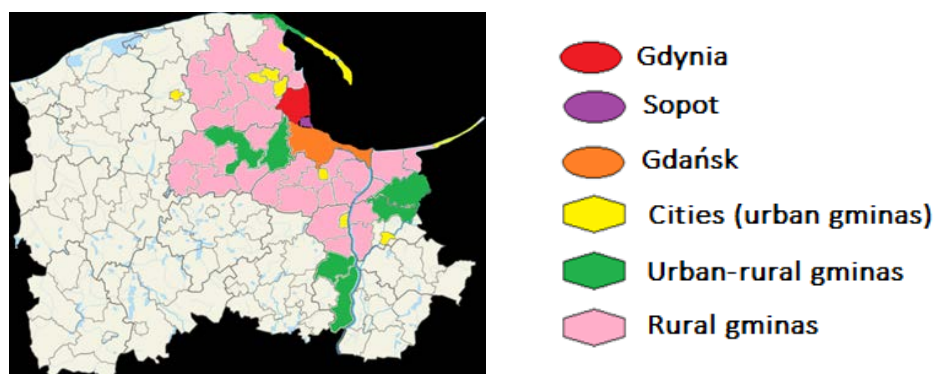 Gdynia
Sopot
Gdańsk
Cities (urban gminas)
Urban-rural gminas
Rural gminas